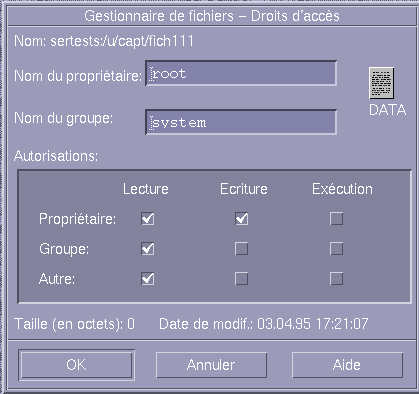 Gestionnaire de fichiers – Droits d'accès
Nom: sertests:/u/capt/fich111
Nom du propriétaire: root
DATA
Nom du groupe: system
Autorisations:
Lecture Ecriture Exécution
Propriétaire:
Groupe:
Autre:
Taille (en octets): 0 Date de modif.: 03.04.95 17:21:07
OK Annuler Aide